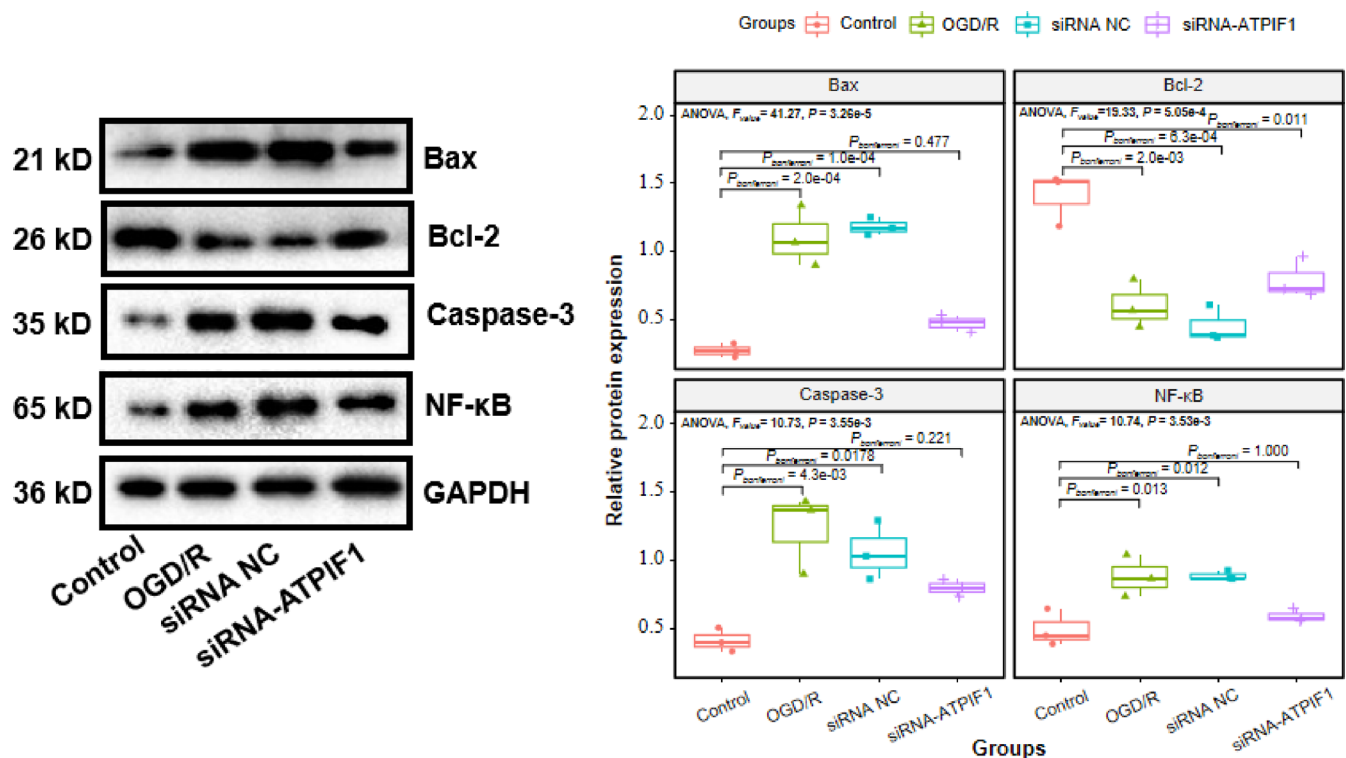 21 kD
Bax
26 kD
Bcl-2
35 kD
Caspase-3
65 kD
NF-κB
36 kD
GAPDH
Control
OGD/R
siRNA NC
siRNA-ATPIF1
Groups Control OGD/R siRNA NC siRNA-ATPIF1
Relative protein expression
Bax
ANOVA, Fvalue= 41.27, P = 3.26e-5
Pbonferroni = 0.477
Pbonferroni = 1.0e-04
Pbonferroni = 2.0e-04
2.0
1.5
1.0
0.5
Bcl-2
ANOVA, Fvalue=19.33, P = 5.05e-4
Pbonferroni = 0.011
Pbonferroni = 6.3e-04
Pbonferroni = 2.0e-03
Caspase-3
ANOVA, Fvalue= 10.73, P = 3.55e-3
Pbonferroni = 0.221
Pbonferroni = 0.0178
Pbonferroni = 4.3e-03
2.0
1.5
1.0
0.5
NF-κB
ANOVA, Fvalue= 10.74, P = 3.53e-3
Pbonferroni = 1.000
Pbonferroni = 0.012
Pbonferroni = 0.013
Control
OGD/R
siRNA NC
siRNA-ATPIF1
Control
OGD/R
siRNA NC
siRNA-ATPIF1
Groups